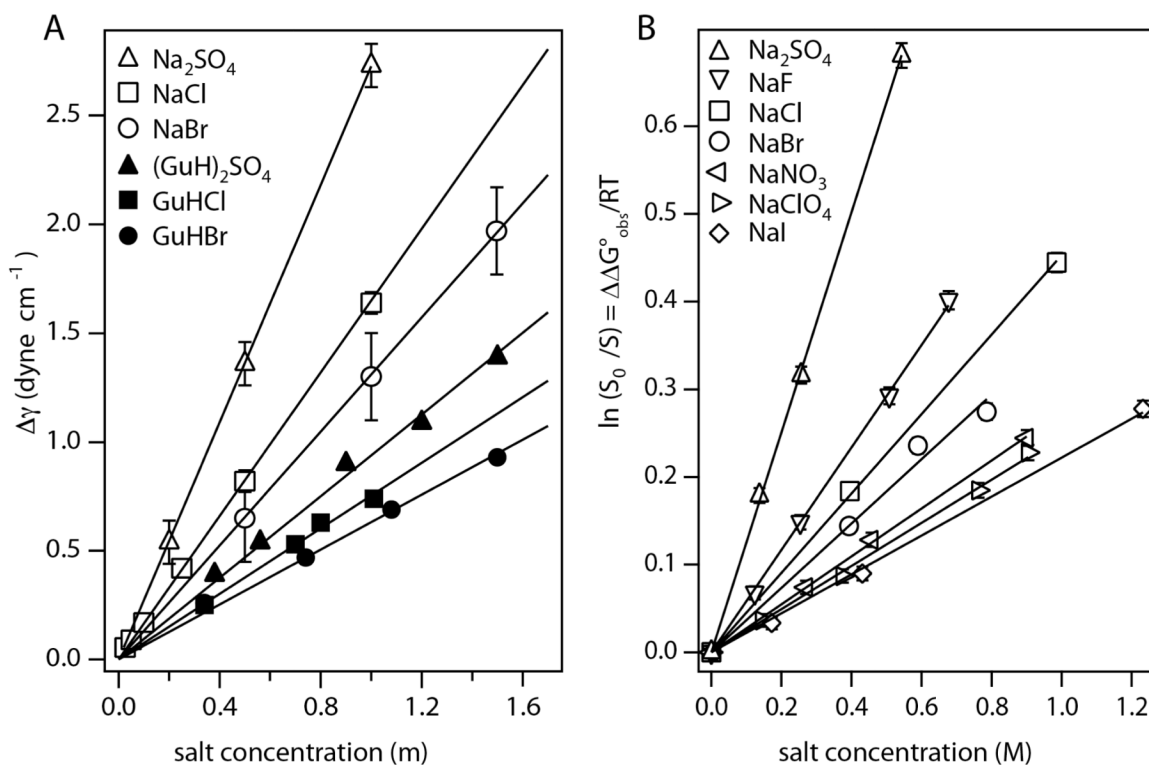 A
Na₂SO₄
NaCl
NaBr
(GuH)₂SO₄
GuHCl
GuHBr
Δγ (dyne cm⁻¹)
2.5
2.0
1.5
1.0
0.5
0.0
0.0 0.4 0.8 1.2 1.6
salt concentration (m)
B
Na₂SO₄
NaF
NaCl
NaBr
NaNO₃
NaClO₄
NaI
ln (S₀ /S) = ΔΔG°obs/RT
0.6
0.5
0.4
0.3
0.2
0.1
0.0
0.0 0.2 0.4 0.6 0.8 1.0 1.2
salt concentration (M)